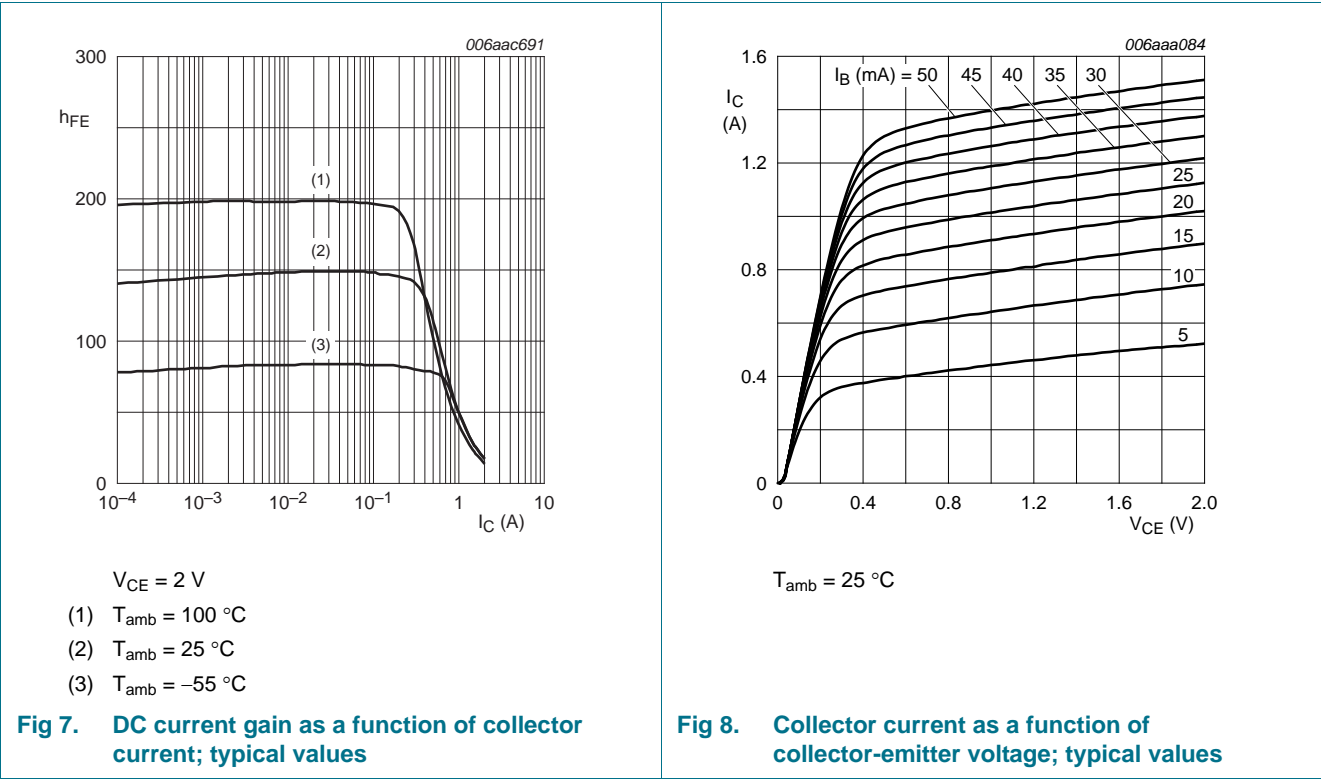 006aac691
300
hFE
200
100
0
(1)
(2)
(3)
10–4 10–3 10–2 10–1 1 10
IC (A)
VCE = 2 V
(1) Tamb = 100 °C
(2) Tamb = 25 °C
(3) Tamb = −55 °C
Fig 7. DC current gain as a function of collector
current; typical values
006aaa084
1.6
IC
(A)
1.2
0.8
0.4
0
IB (mA) = 50 45 40 35 30
25
20
15
10
5
0 0.4 0.8 1.2 1.6 2.0
VCE (V)
Tamb = 25 °C
Fig 8. Collector current as a function of
collector-emitter voltage; typical values